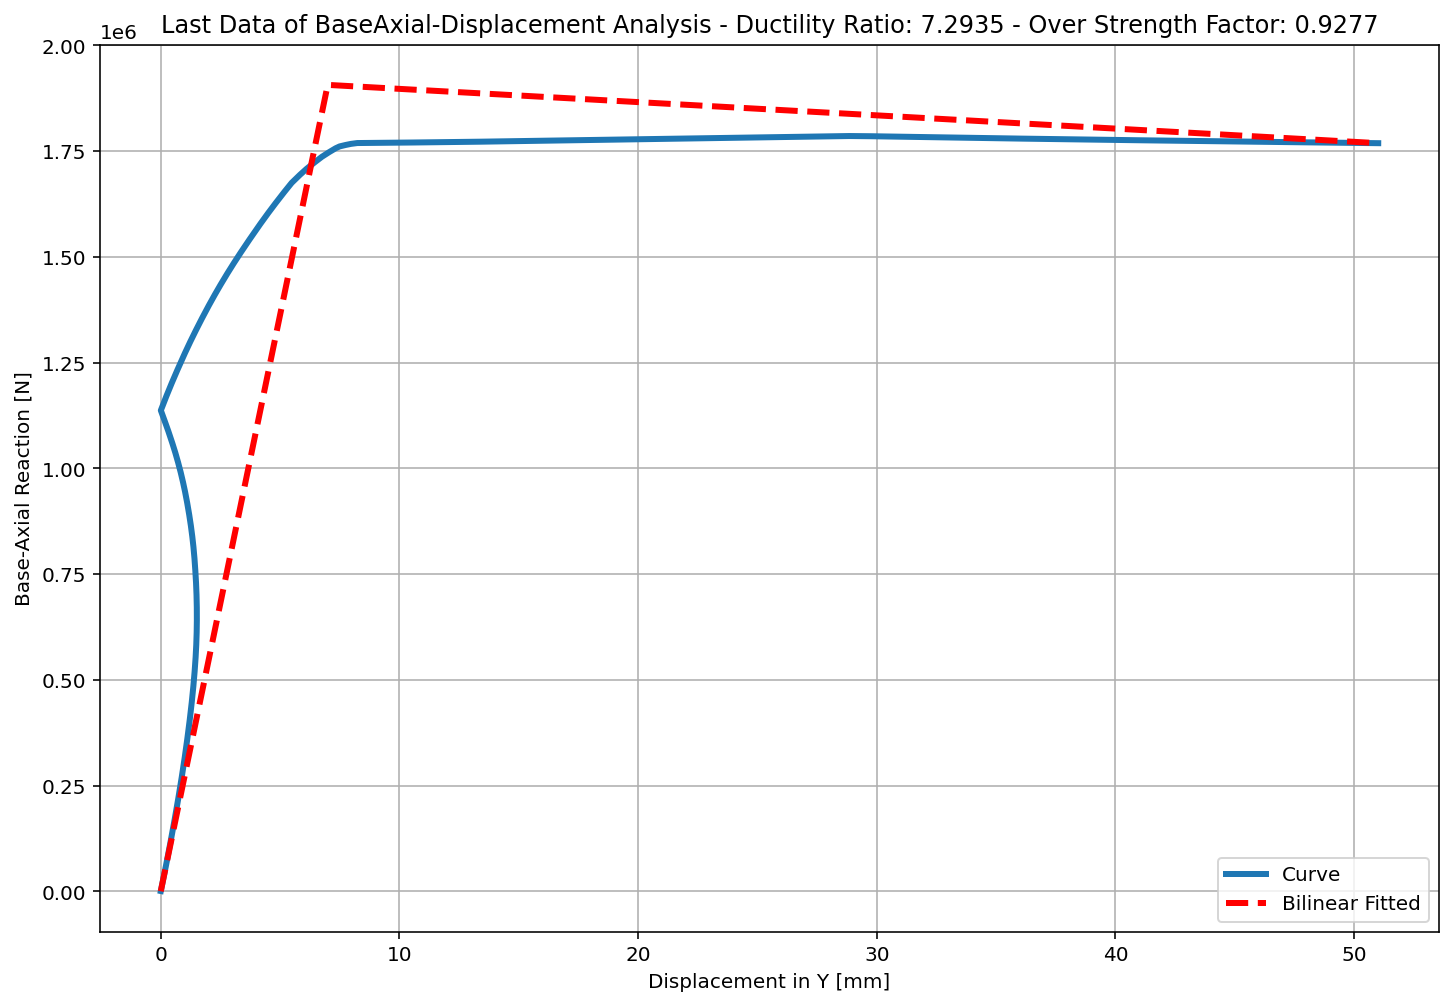 Last Data of BaseAxial-Displacement Analysis - Ductility Ratio: 7.2935 - Over Strength Factor: 0.9277
1e6
2.00
1.75
1.50
1.25
1.00
0.75
0.50
0.25
0.00
Base-Axial Reaction [N]
Curve
Bilinear Fitted
0 10 20 30 40 50
Displacement in Y [mm]